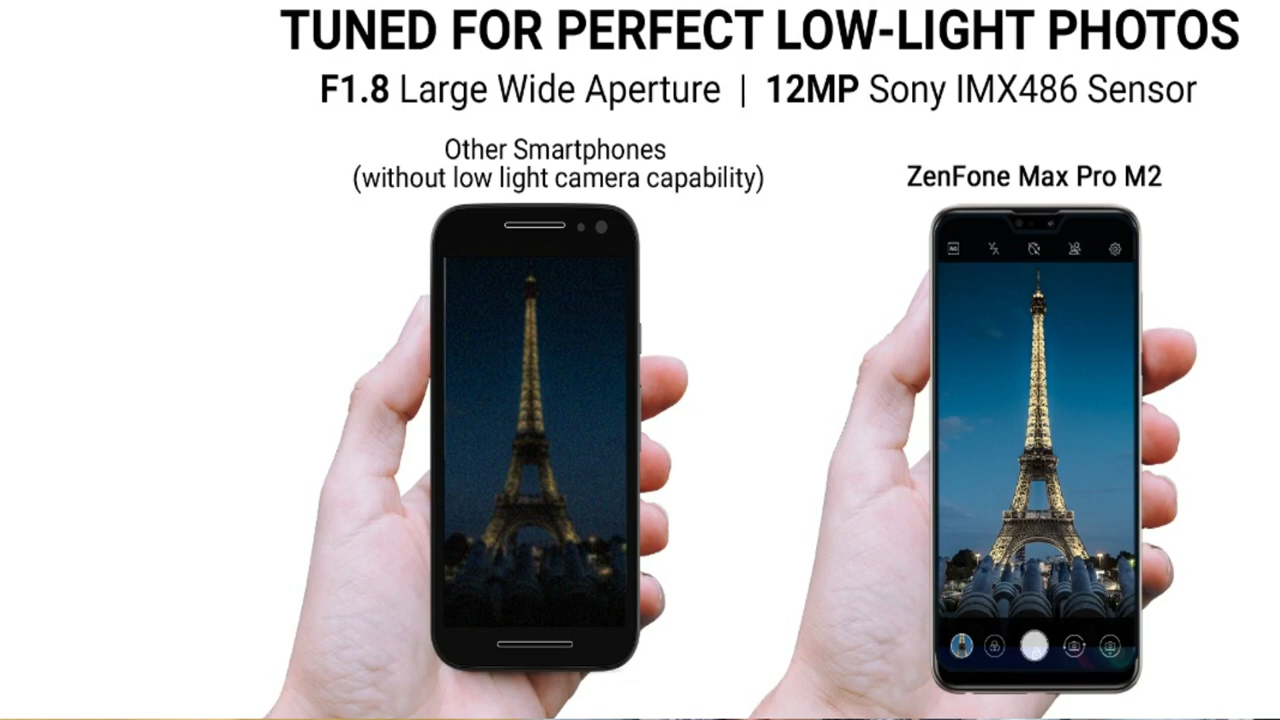 TUNED FOR PERFECT LOW-LIGHT PHOTOS
F1.8 Large Wide Aperture | 12MP Sony IMX486 Sensor
Other Smartphones
(without low light camera capability)
ZenFone Max Pro M2